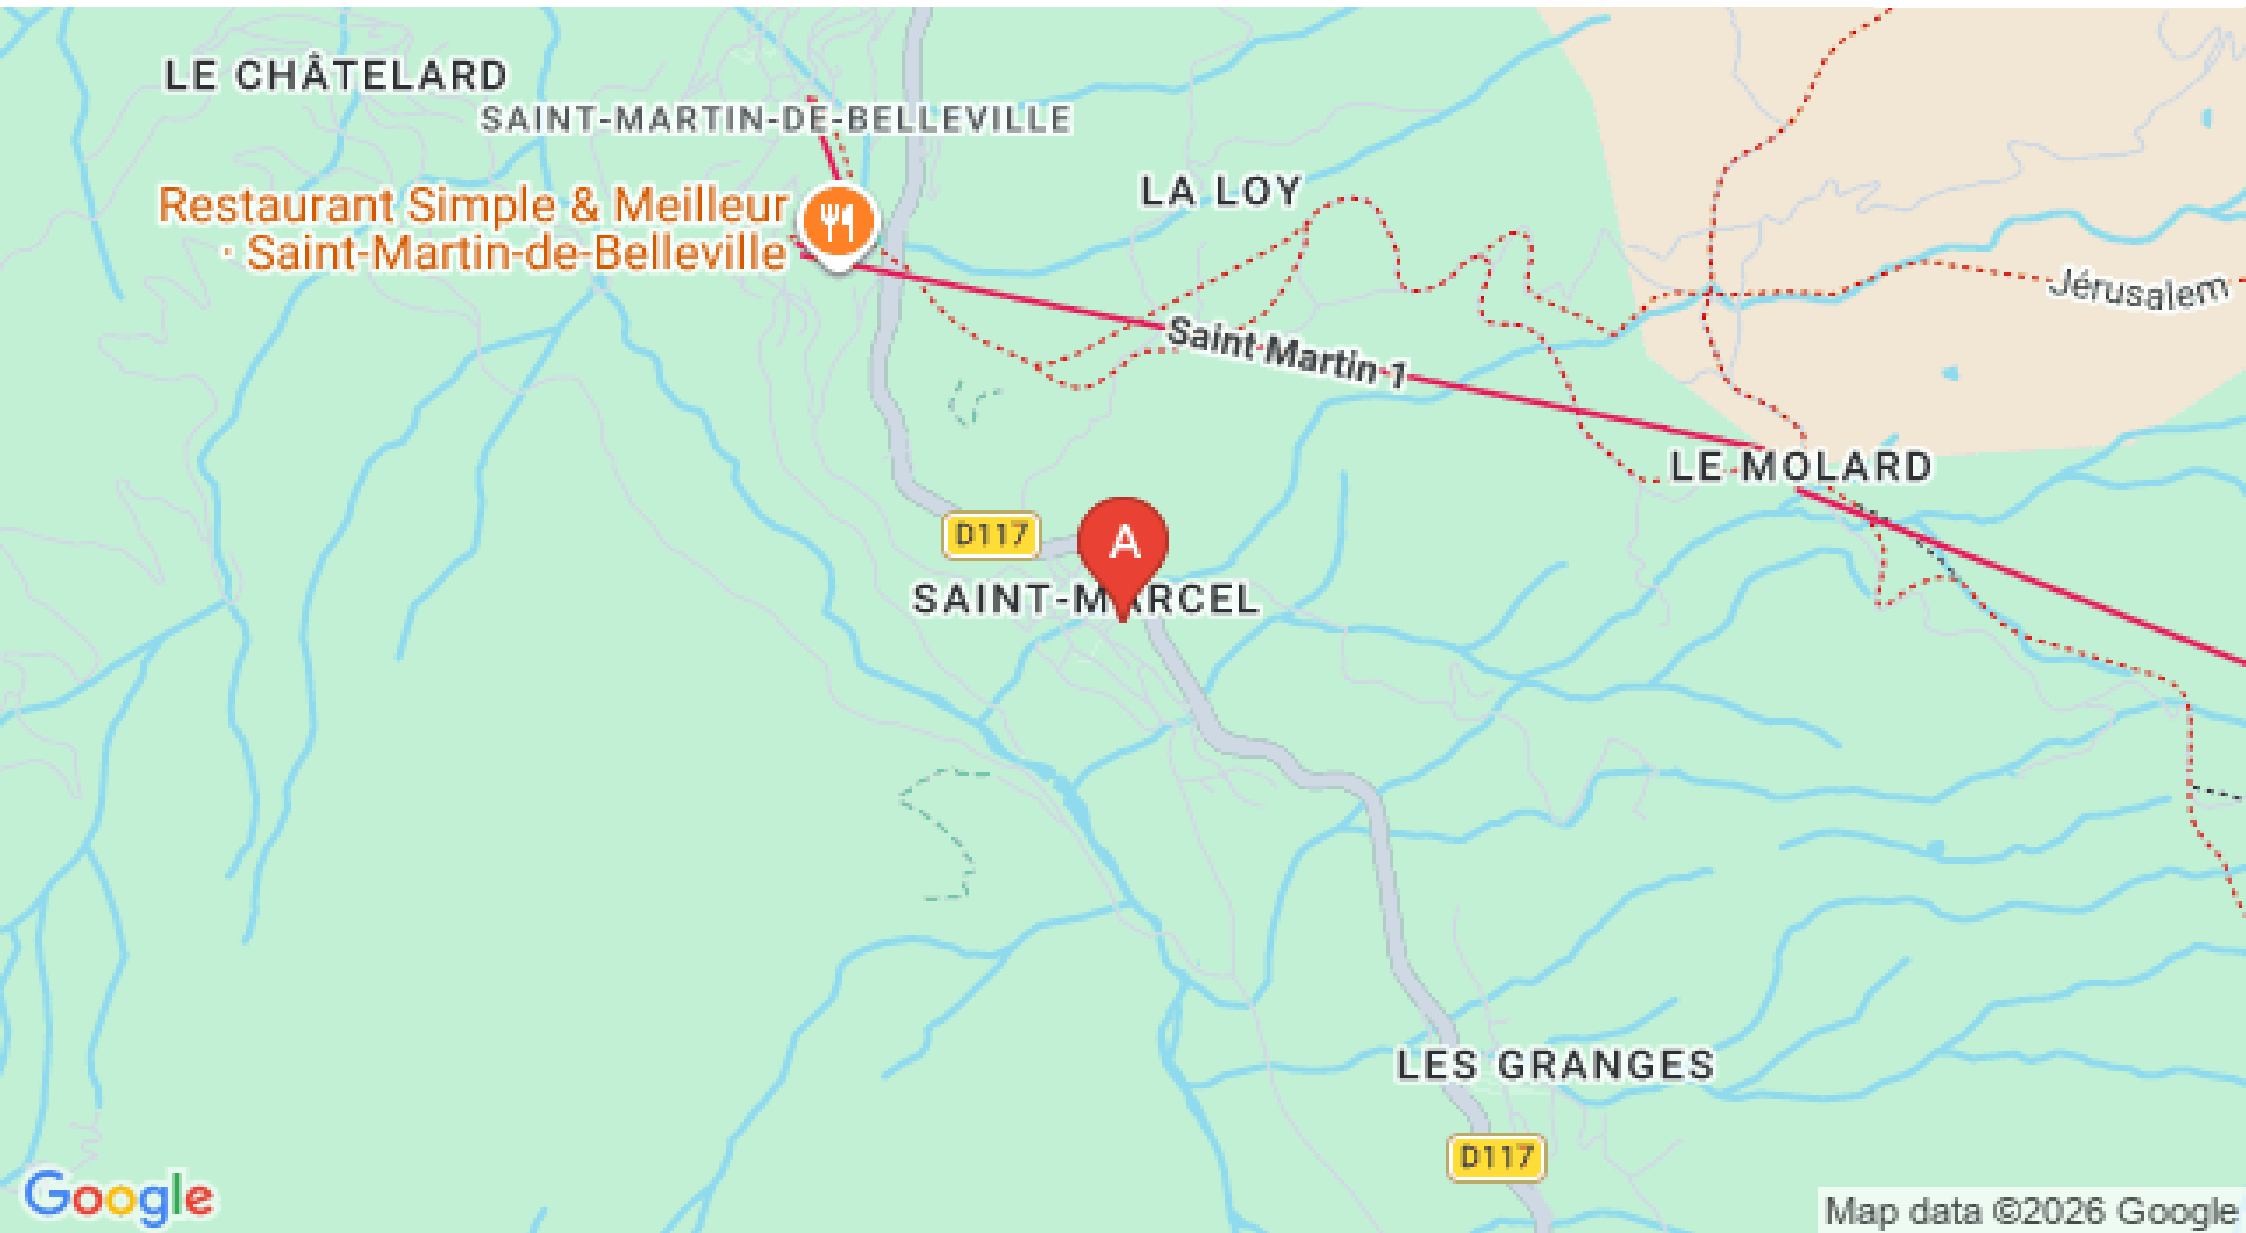 LE CHÂTELARD
SAINT-MARTIN-DE-BELLEVILLE
LA LOY
Restaurant Simple & Meilleur
· Saint-Martin-de-Belleville
Jérusalem
Saint Martin 1
LE MOLARD
D117
A
SAINT-MARCEL
LES GRANGES
D117
Google
Map data ©2026 Google